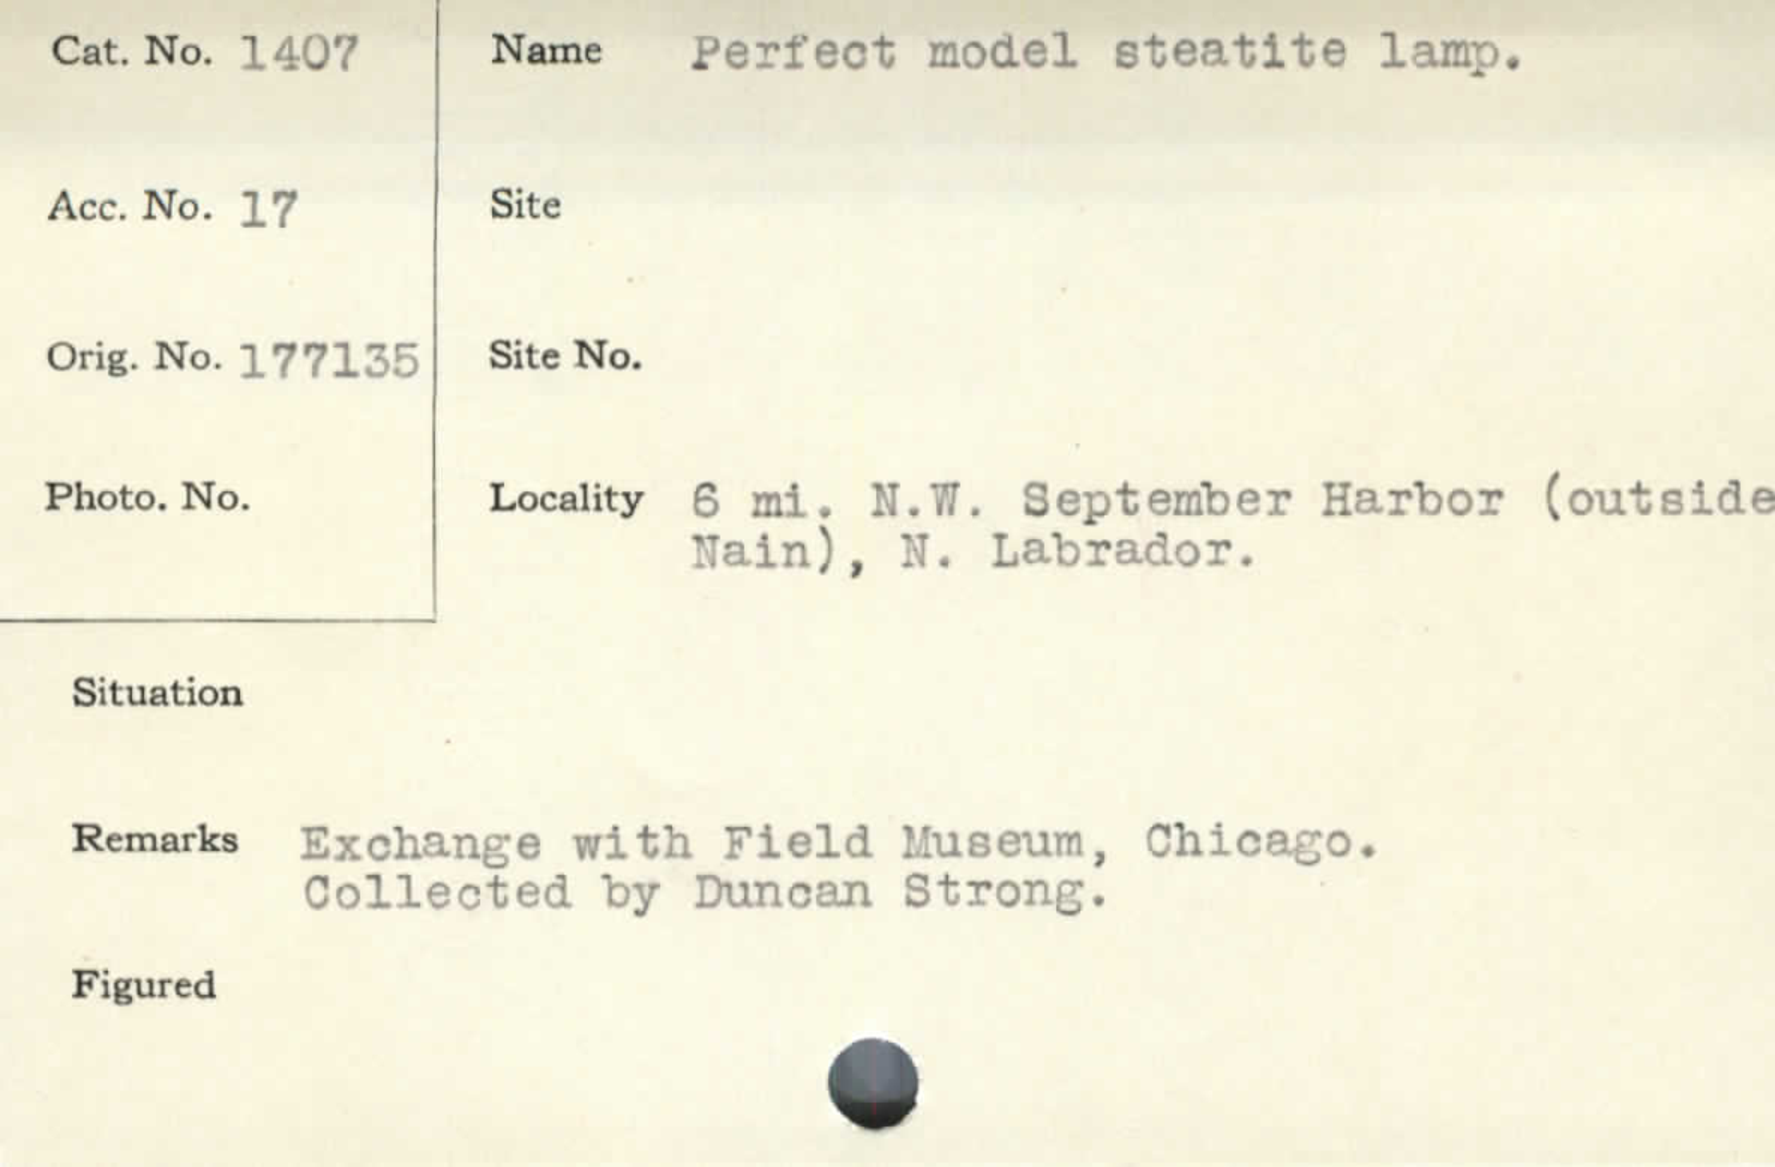 Cat. No. 1407
Name Perfect model steatite lamp.
Acc. No. 17
Site
Orig. No. 177135
Site No.
Photo. No.
Locality 6 mi. N.W. September Harbor (outside
Nain), N. Labrador.
Situation
Remarks Exchange with Field Museum, Chicago.
Collected by Duncan Strong.
Figured